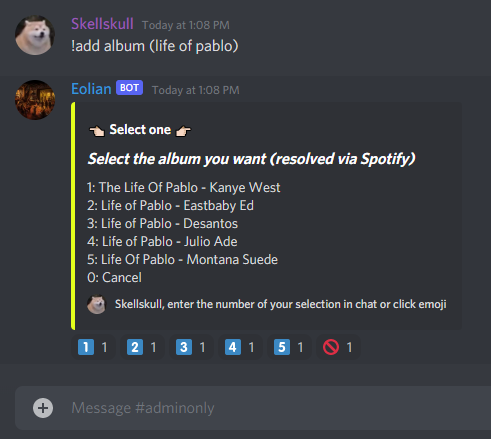 Skellskull Today at 1:08 PM
!add album (life of pablo)
Eolian BOT Today at 1:08 PM
Select one
Select the album you want (resolved via Spotify)
1: The Life Of Pablo - Kanye West
2: Life of Pablo - Eastbaby Ed
3: Life of Pablo - Desantos
4: Life of Pablo - Julio Ade
5: Life Of Pablo - Montana Suede
0: Cancel
Skellskull, enter the number of your selection in chat or click emoji
1 1 2 1 3 1 4 1 5 1 1
Message #adminonly